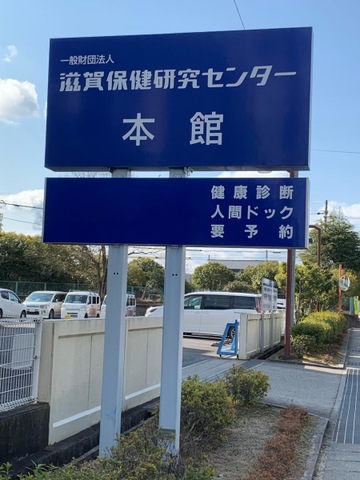 一般財団法人
滋賀保健研究センター
本館
健康診断
人間ドック
要予約